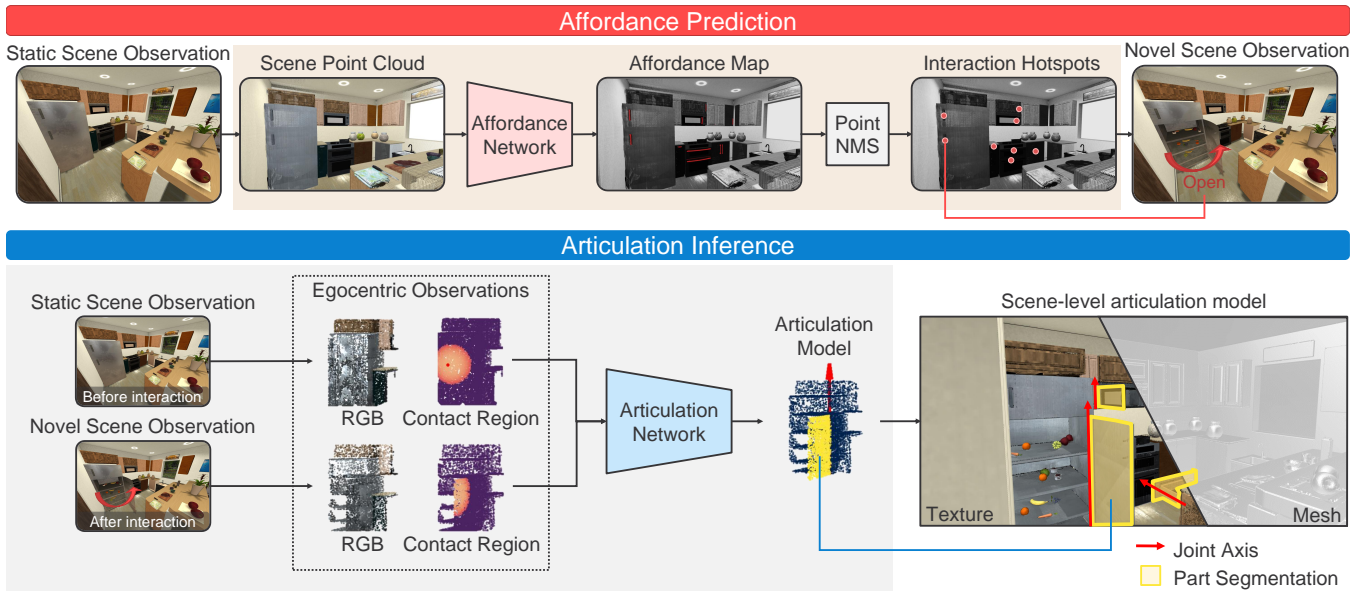 Affordance Prediction
Static Scene Observation
Scene Point Cloud
Affordance Map
Interaction Hotspots
Novel Scene Observation
Affordance
Network
Point
NMS
Open
Articulation Inference
Static Scene Observation
Before interaction
Novel Scene Observation
After interaction
Egocentric Observations
RGB
Contact Region
RGB
Contact Region
Articulation
Network
Articulation
Model
Scene-level articulation model
Texture
Mesh
Joint Axis
Part Segmentation